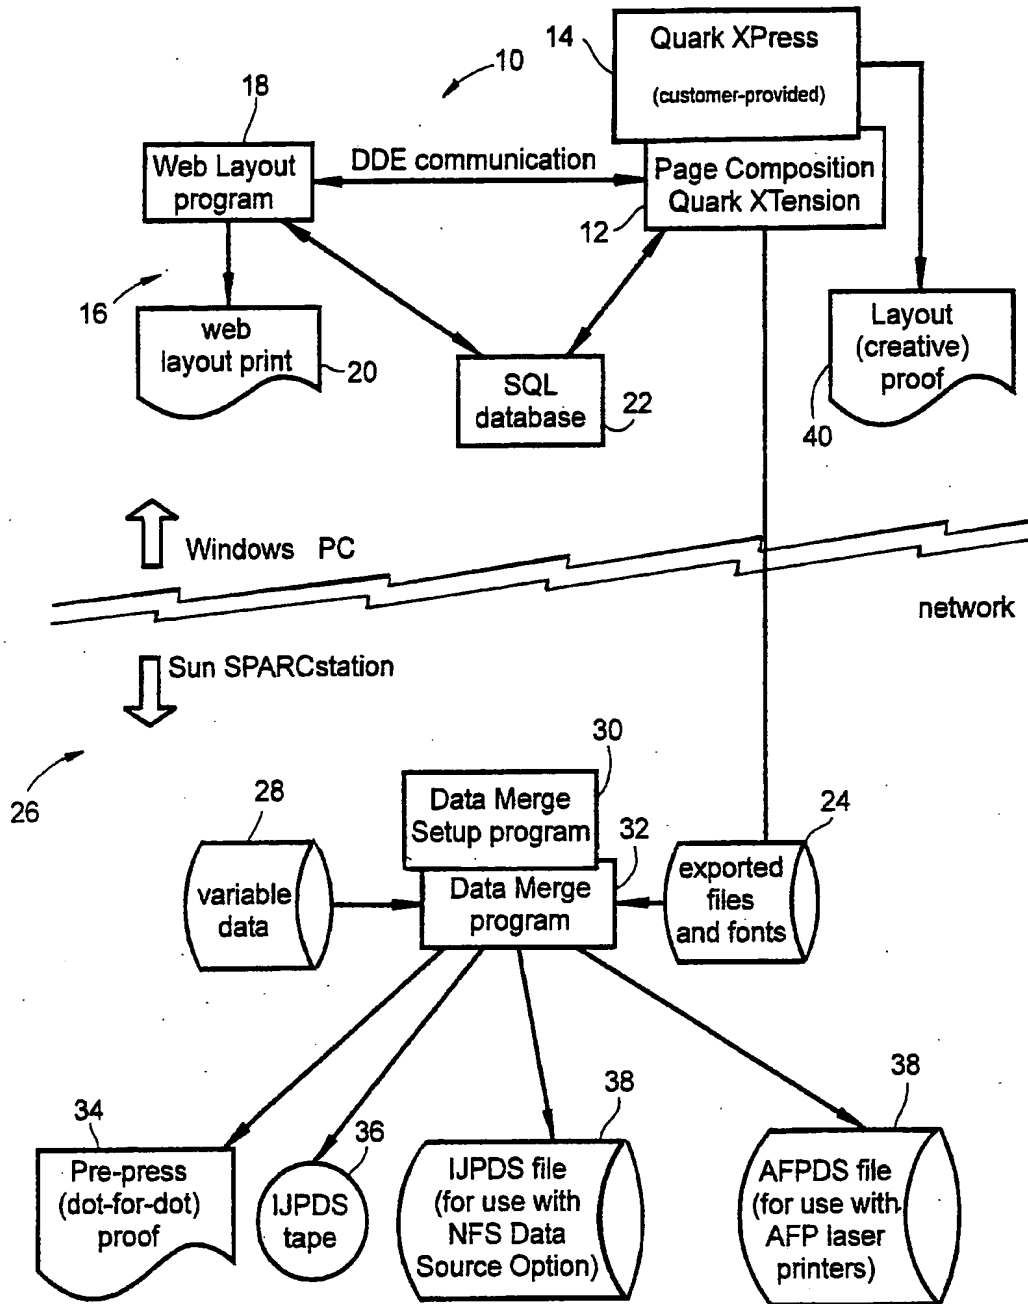 14
Quark XPress
(customer-provided)
10
18
Web Layout
program
DDE communication
Page Composition
Quark XTension
12
16
web
layout print
20
SQL
database
22
Layout
(creative)
proof
40
Windows PC
network
Sun SPARCstation
26
30
Data Merge
Setup program
28
variable
data
32
Data Merge
program
24
exported
files
and fonts
34
Pre-press
(dot-for-dot)
proof
36
IJPDS
tape
38
IJPDS file
(for use with
NFS Data
Source Option)
38
AFPDS file
(for use with
AFP laser
printers)